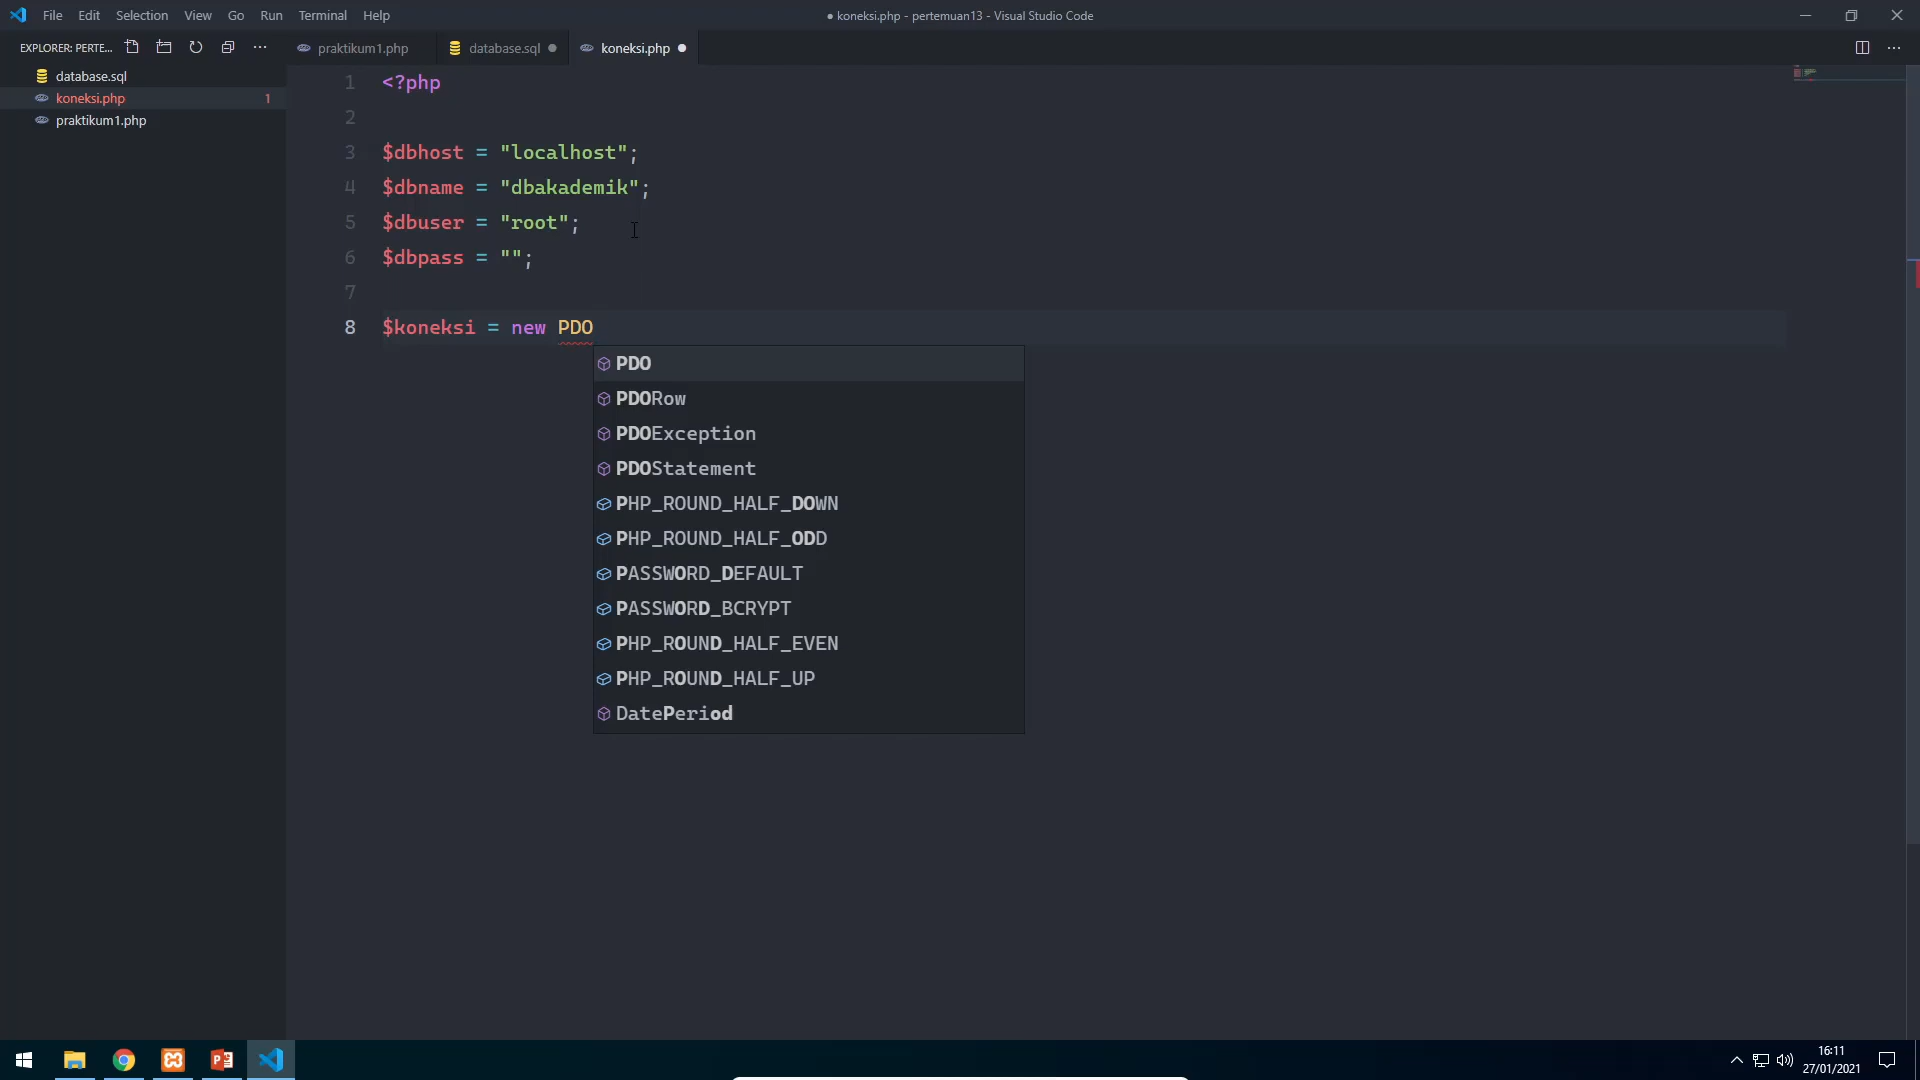 File Edit Selection View Go Run Terminal Help
● koneksi.php - pertemuan13 - Visual Studio Code
EXPLORER: PERTE...
praktikum1.php
database.sql
koneksi.php
database.sql
koneksi.php 1
praktikum1.php
1 <?php
2
3 $dbhost = "localhost";
4 $dbname = "dbakademik";
5 $dbuser = "root";
6 $dbpass = "";
7
8 $koneksi = new PDO
PDO
PDORow
PDOException
PDOStatement
PHP_ROUND_HALF_DOWN
PHP_ROUND_HALF_ODD
PASSWORD_DEFAULT
PASSWORD_BCRYPT
PHP_ROUND_HALF_EVEN
PHP_ROUND_HALF_UP
DatePeriod
16:11
27/01/2021